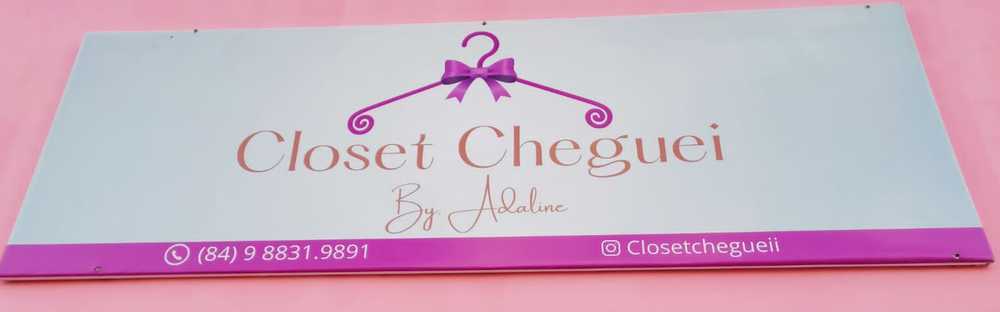 Closet Cheguei
By: Adaline
(84) 9 8831.9891
Closetchegueii